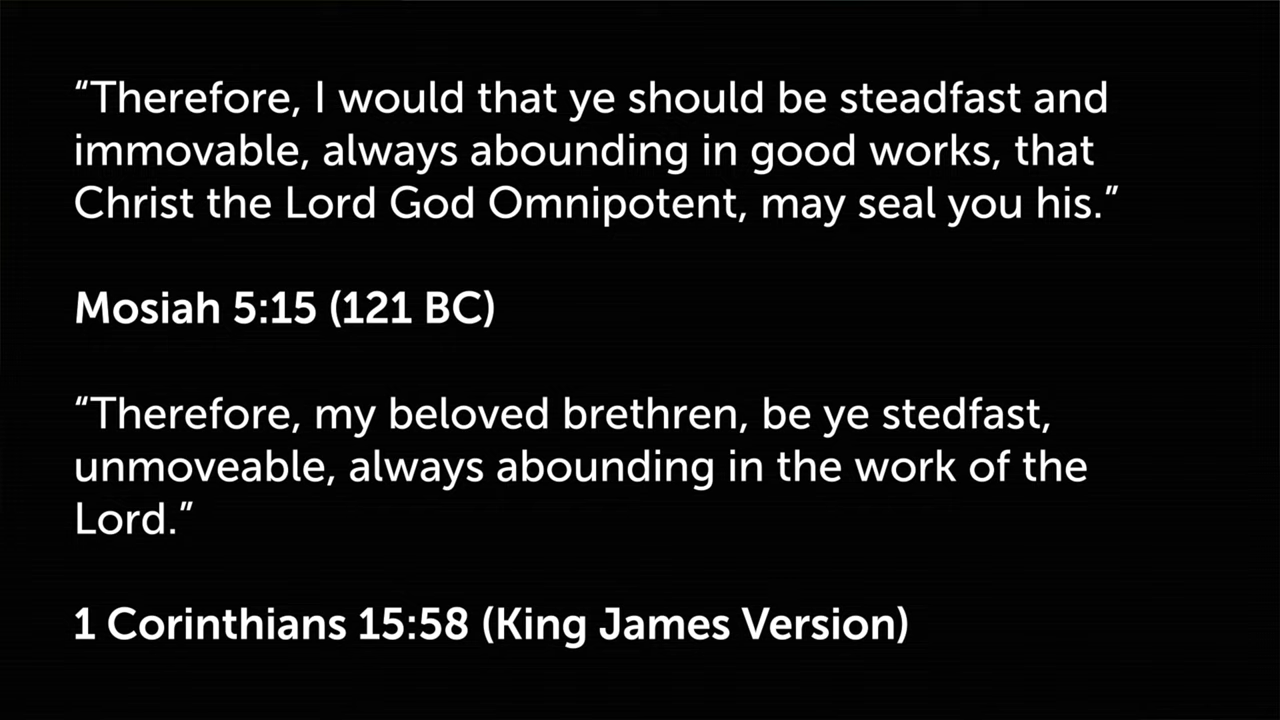 “Therefore, I would that ye should be steadfast and
immovable, always abounding in good works, that
Christ the Lord God Omnipotent, may seal you his.”
Mosiah 5:15 (121 BC)
“Therefore, my beloved brethren, be ye stedfast,
unmoveable, always abounding in the work of the
Lord.”
1 Corinthians 15:58 (King James Version)